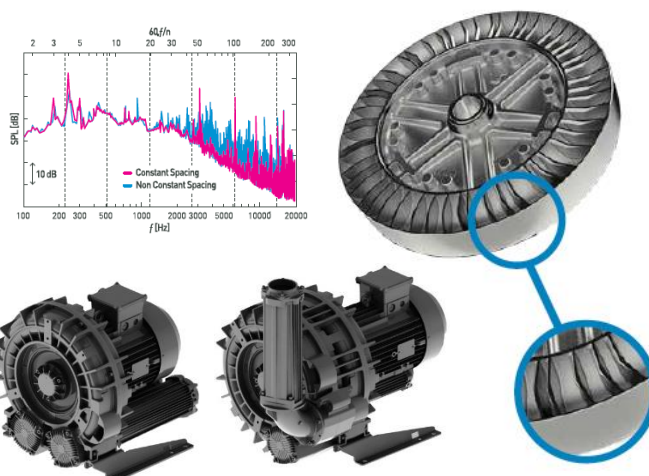 60f/n
2 3 4 5 10 20 30 50 100 200 300
SPL [dB]
10 dB
Constant Spacing
Non Constant Spacing
100 200 500 1000 2000 3000 5000 10000 20000
f [Hz]